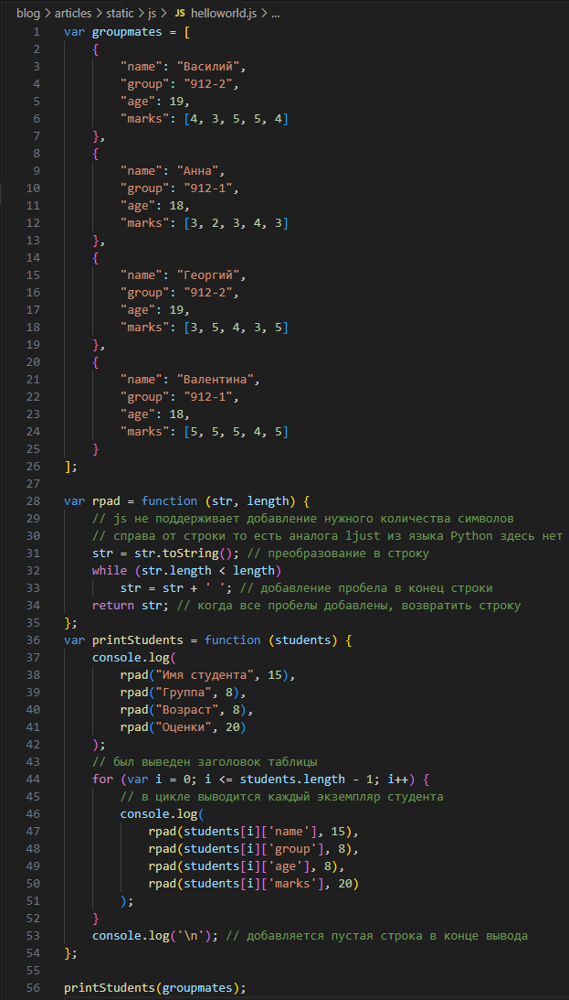 blog > articles > static > js > JS helloworld.js > ...
1 var groupmates = [
2     {
3         "name": "Василий",
4         "group": "912-2",
5         "age": 19,
6         "marks": [4, 3, 5, 5, 4]
7     },
8     {
9         "name": "Анна",
10         "group": "912-1",
11         "age": 18,
12         "marks": [3, 2, 3, 4, 3]
13     },
14     {
15         "name": "Георгий",
16         "group": "912-2",
17         "age": 19,
18         "marks": [3, 5, 4, 3, 5]
19     },
20     {
21         "name": "Валентина",
22         "group": "912-1",
23         "age": 18,
24         "marks": [5, 5, 5, 4, 5]
25     }
26 ];
27
28 var rpad = function (str, length) {
29     // js не поддерживает добавление нужного количества символов
30     // справа от строки то есть аналога ljust из языка Python здесь нет
31     str = str.toString(); // преобразование в строку
32     while (str.length < length)
33         str = str + ' '; // добавление пробела в конец строки
34     return str; // когда все пробелы добавлены, возвратить строку
35 };
36 var printStudents = function (students) {
37     console.log(
38         rpad("Имя студента", 15),
39         rpad("Группа", 8),
40         rpad("Возраст", 8),
41         rpad("Оценки", 20)
42     );
43     // был выведен заголовок таблицы
44     for (var i = 0; i <= students.length - 1; i++) {
45         // в цикле выводится каждый экземпляр студента
46         console.log(
47             rpad(students[i]['name'], 15),
48             rpad(students[i]['group'], 8),
49             rpad(students[i]['age'], 8),
50             rpad(students[i]['marks'], 20)
51         );
52     }
53     console.log('\n'); // добавляется пустая строка в конце вывода
54 };
55
56 printStudents(groupmates);